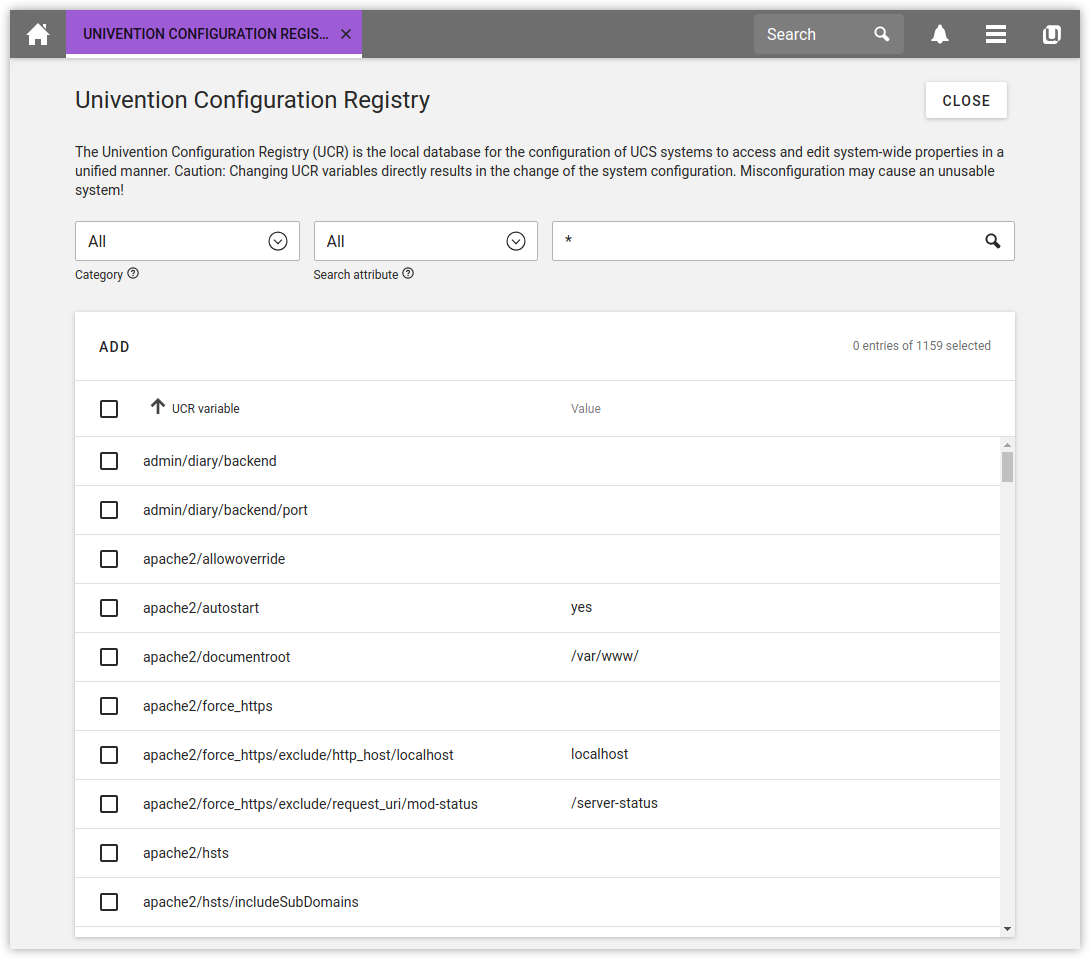 UNIVENTION CONFIGURATION REGIS...
Search
Univention Configuration Registry
CLOSE
The Univention Configuration Registry (UCR) is the local database for the configuration of UCS systems to access and edit system-wide properties in a
unified manner. Caution: Changing UCR variables directly results in the change of the system configuration. Misconfiguration may cause an unusable
system!
All
All
*
Category
Search attribute
ADD
0 entries of 1159 selected
UCR variable
Value
admin/diary/backend
admin/diary/backend/port
apache2/allowoverride
apache2/autostart
yes
apache2/documentroot
/var/www/
apache2/force_https
apache2/force_https/exclude/http_host/localhost
localhost
apache2/force_https/exclude/request_uri/mod-status
/server-status
apache2/hsts
apache2/hsts/includeSubDomains